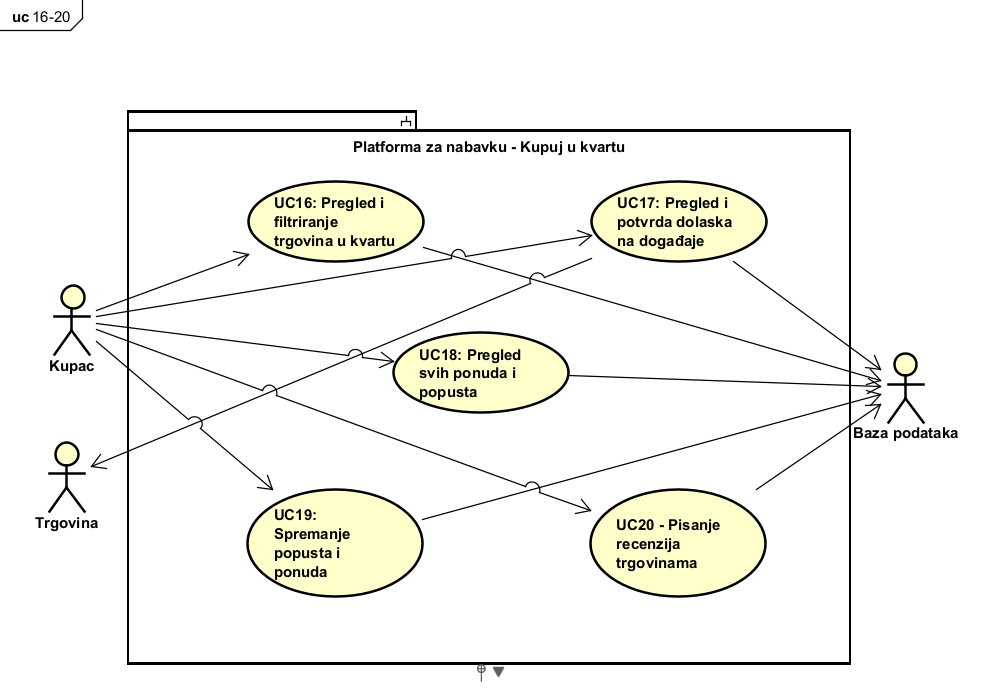 uc 16-20
Platforma za nabavku - Kupuj u kvartu
UC16: Pregled i
filtriranje
trgovina u kvartu
UC17: Pregled i
potvrda dolaska
na događaje
Kupac
UC18: Pregled
svih ponuda i
popusta
Baza podataka
Trgovina
UC19:
Spremanje
popusta i
ponuda
UC20 - Pisanje
recenzija
trgovinama